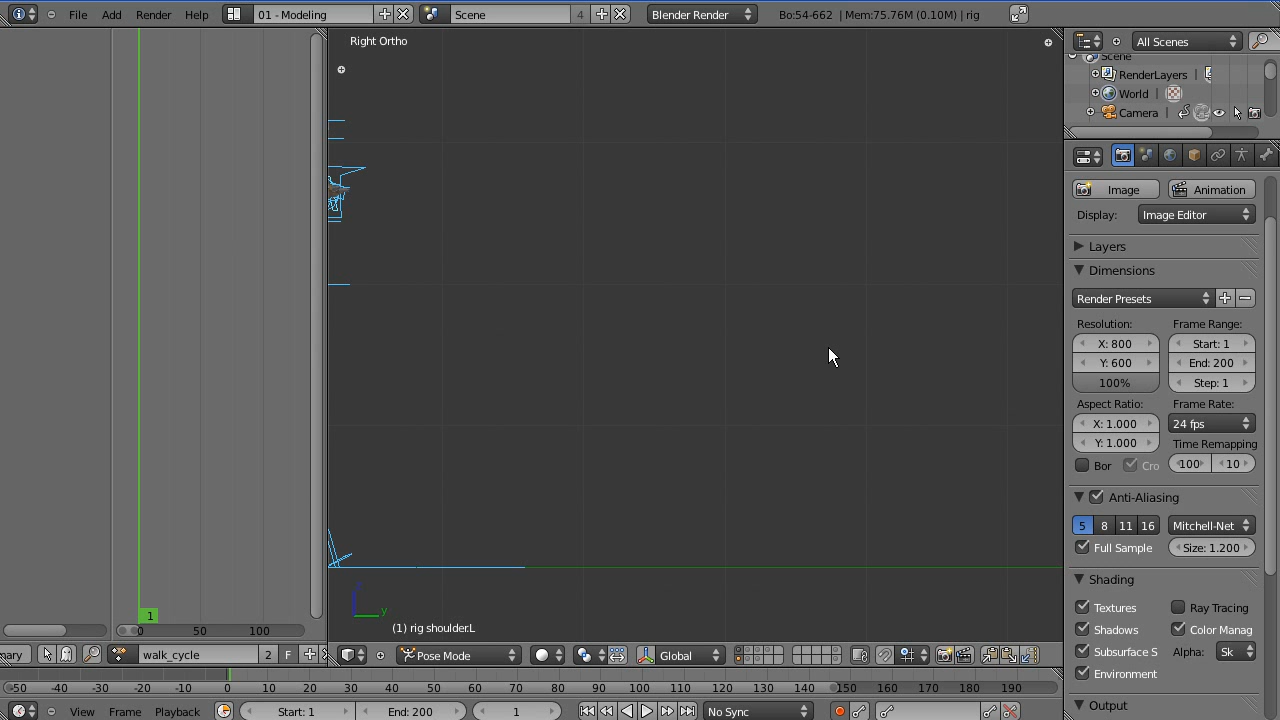 File Add Render Help 01 - Modeling Scene 4 Blender Render Bo:54-662 | Mem:75.76M (0.10M) | rig
Right Ortho
All Scenes
Scene
RenderLayers |
World |
Camera
Image Animation
Display: Image Editor
Layers
Dimensions
Render Presets
Resolution: Frame Range:
X: 800 Start: 1
Y: 600 End: 200
100% Step: 1
Aspect Ratio: Frame Rate:
X: 1.000 24 fps
Y: 1.000 Time Remapping
Bor Cro 100 10
Anti-Aliasing
5 8 11 16 Mitchell-Net
Full Sample Size: 1.200
Shading
Textures Ray Tracing
Shadows Color Manag
Subsurface S Alpha: Sk
Environment
Output
y
(1) rig shoulder.L
1
0 50 100
mary walk_cycle 2 F
Pose Mode Global
-50 -40 -30 -20 -10 0 10 20 30 40 50 60 70 80 90 100 110 120 130 140 150 160 170 180 190
View Frame Playback Start: 1 End: 200 1 No Sync